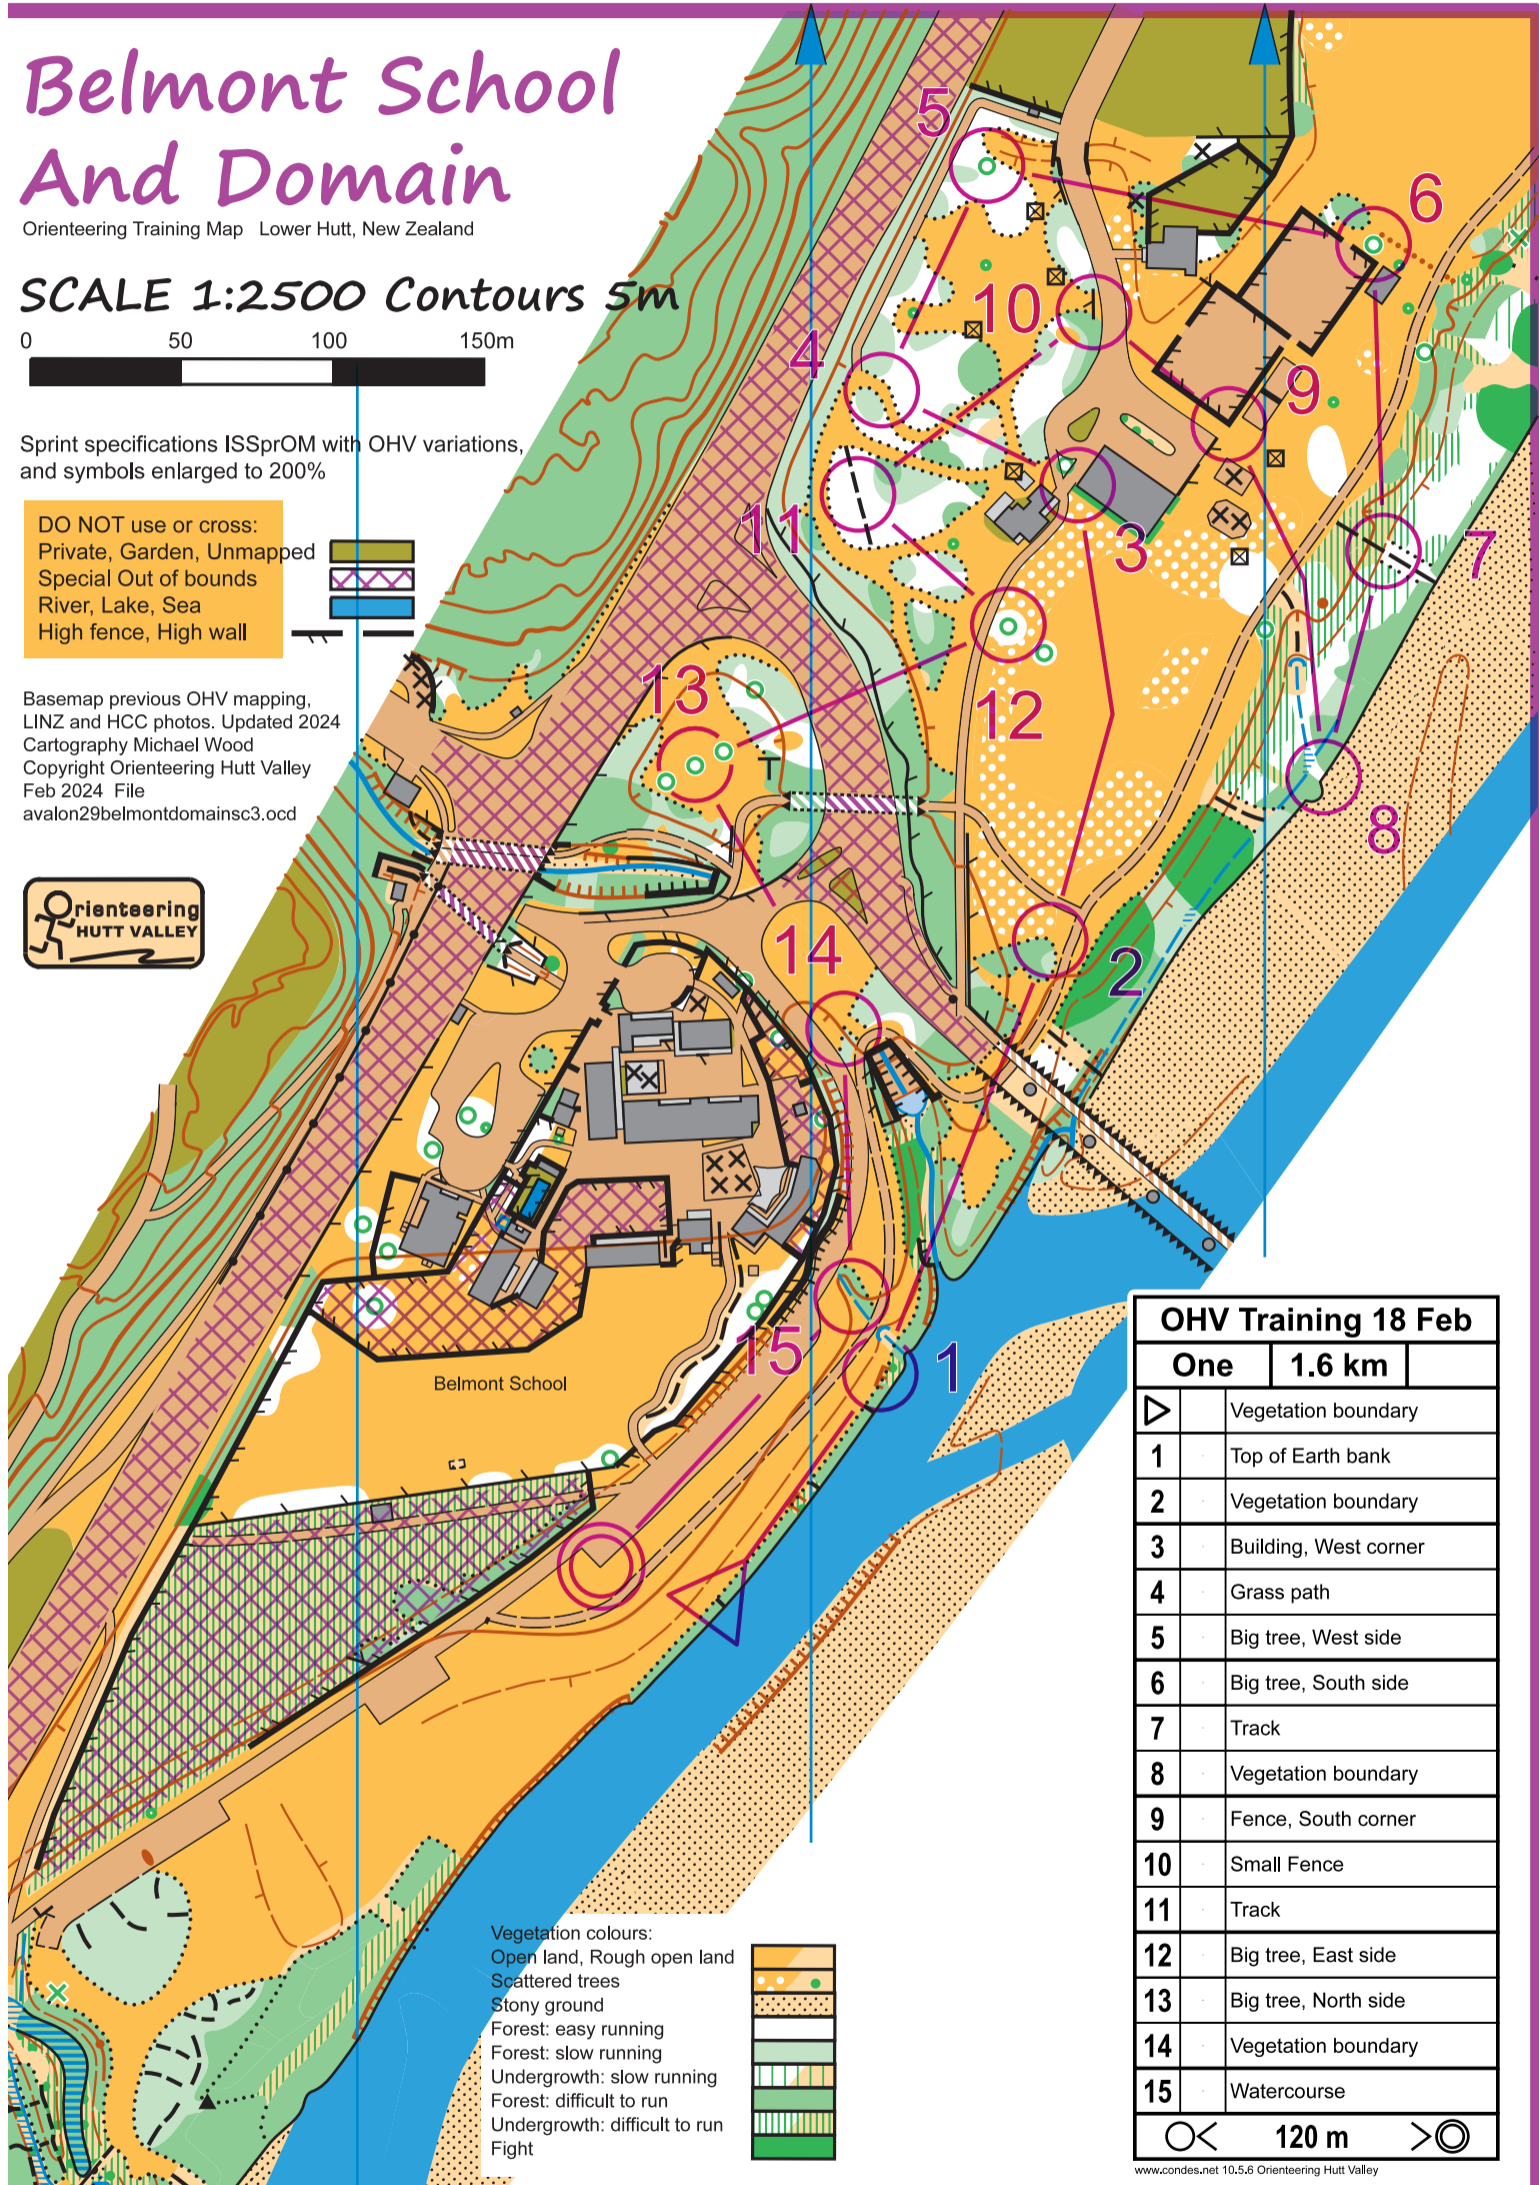 Belmont School
And Domain
Orienteering Training Map Lower Hutt, New Zealand
SCALE 1:2500 Contours 5m
0 50 100 150m
Sprint specifications ISSprOM with OHV variations,
and symbols enlarged to 200%
DO NOT use or cross:
Private, Garden, Unmapped
Special Out of bounds
River, Lake, Sea
High fence, High wall
Basemap previous OHV mapping,
LINZ and HCC photos. Updated 2024
Cartography Michael Wood
Copyright Orienteering Hutt Valley
Feb 2024 File
avalon29belmontdomainsc3.ocd
Orienteering
HUTT VALLEY
5
6
10
4
9
11
3
7
13
12
8
14
2
15
1
Belmont School
OHV Training 18 Feb
One 1.6 km
Vegetation boundary
1 Top of Earth bank
2 Vegetation boundary
3 Building, West corner
4 Grass path
5 Big tree, West side
6 Big tree, South side
7 Track
8 Vegetation boundary
9 Fence, South corner
10 Small Fence
11 Track
12 Big tree, East side
13 Big tree, North side
14 Vegetation boundary
15 Watercourse
120 m
www.condes.net 10.5.6 Orienteering Hutt Valley
Vegetation colours:
Open land, Rough open land
Scattered trees
Stony ground
Forest: easy running
Forest: slow running
Undergrowth: slow running
Forest: difficult to run
Undergrowth: difficult to run
Fight